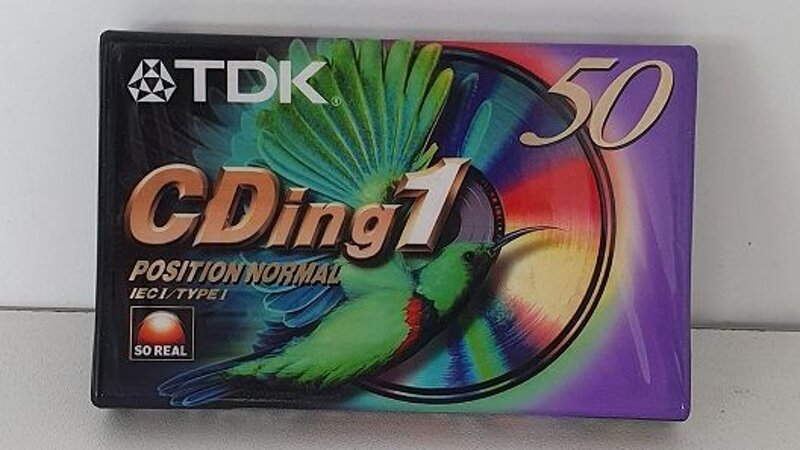 TDK®
50
CDing1
POSITION NORMAL
IEC I/TYPE I
SO REAL